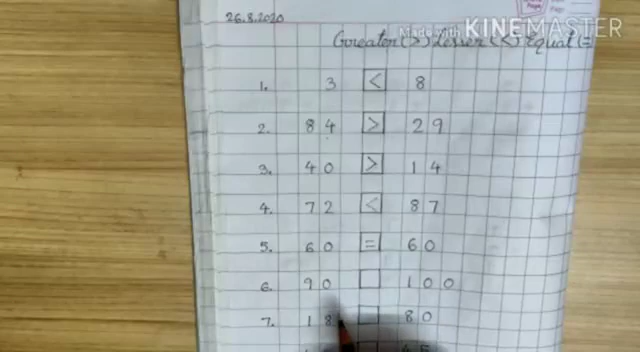 26.8.2020
Greater (>) Lesser (<) Equal (=
Made with KINEMASTER
1. 3 < 8
2. 84 > 29
3. 40 > 14
4. 72 < 87
5. 60 = 60
6. 90 100
7. 18 80